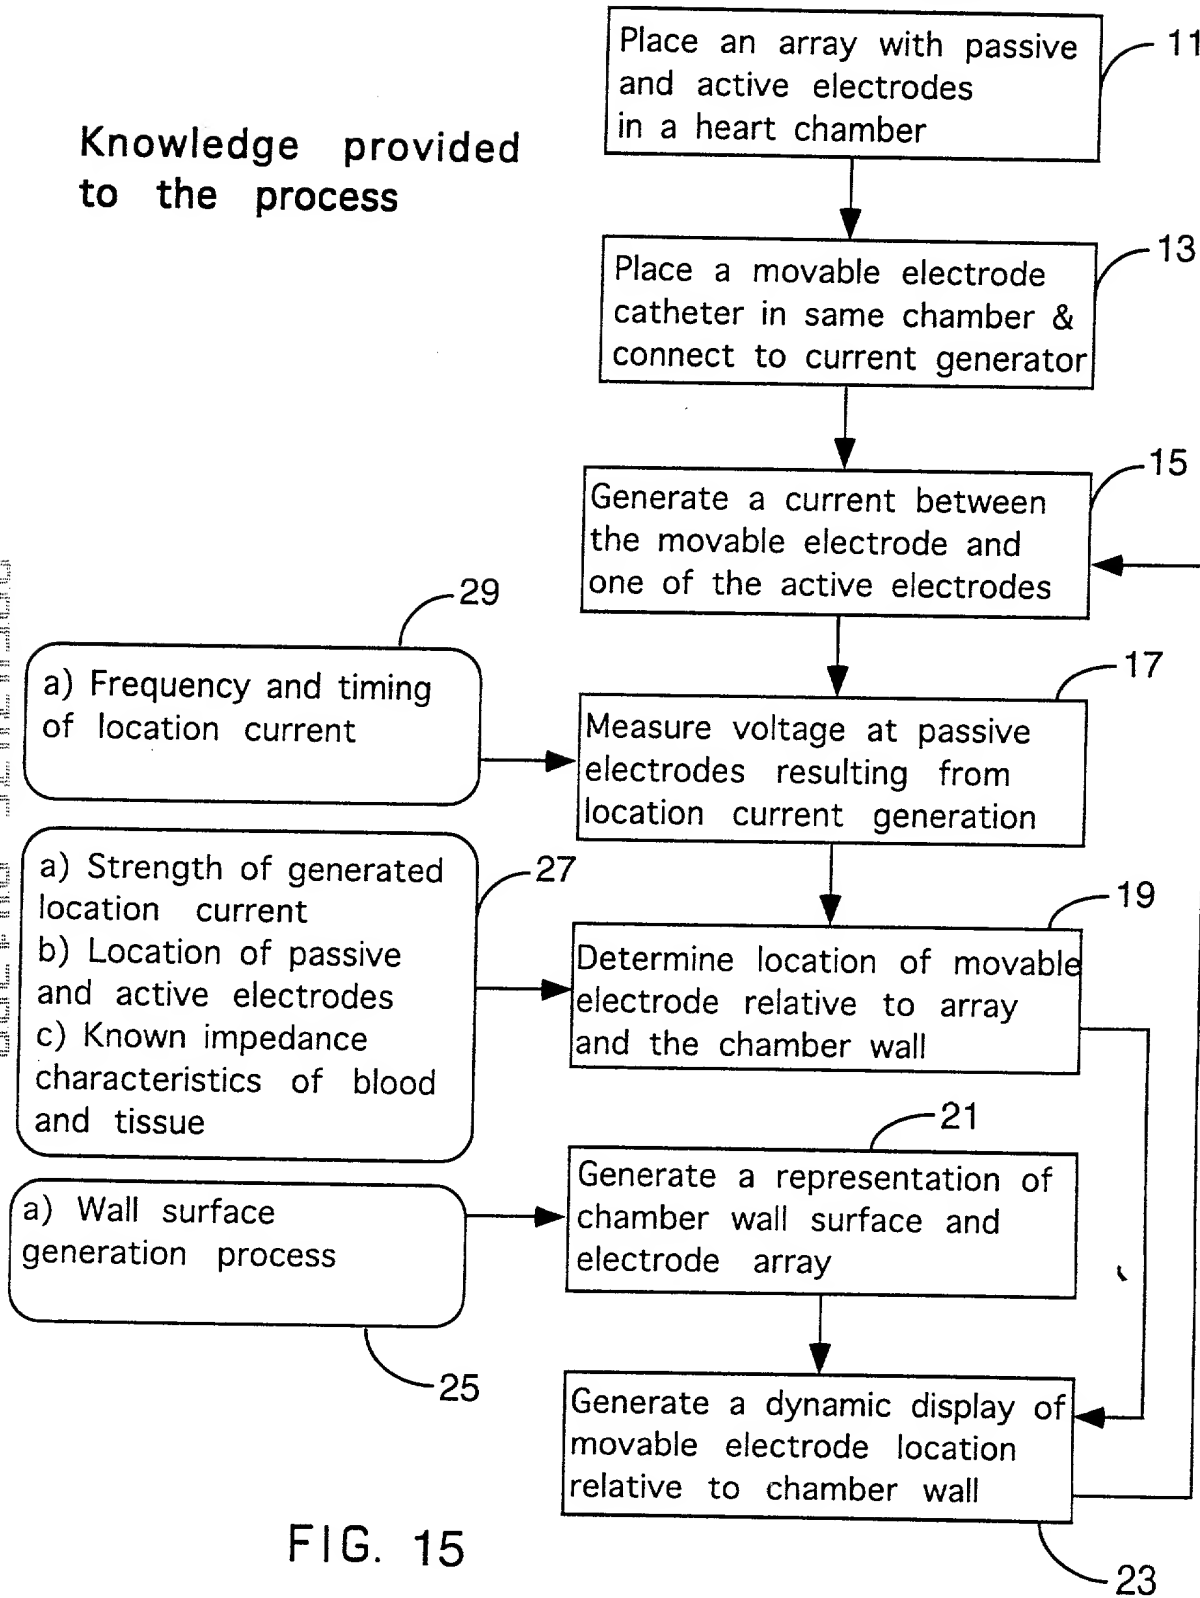 Place an array with passive
and active electrodes
in a heart chamber
11
Knowledge provided
to the process
Place a movable electrode
catheter in same chamber &
connect to current generator
13
Generate a current between
the movable electrode and
one of the active electrodes
15
29
a) Frequency and timing
of location current
Measure voltage at passive
electrodes resulting from
location current generation
17
a) Strength of generated
location current
b) Location of passive
and active electrodes
c) Known impedance
characteristics of blood
and tissue
27
Determine location of movable
electrode relative to array
and the chamber wall
19
a) Wall surface
generation process
25
Generate a representation of
chamber wall surface and
electrode array
21
Generate a dynamic display of
movable electrode location
relative to chamber wall
23
FIG. 15